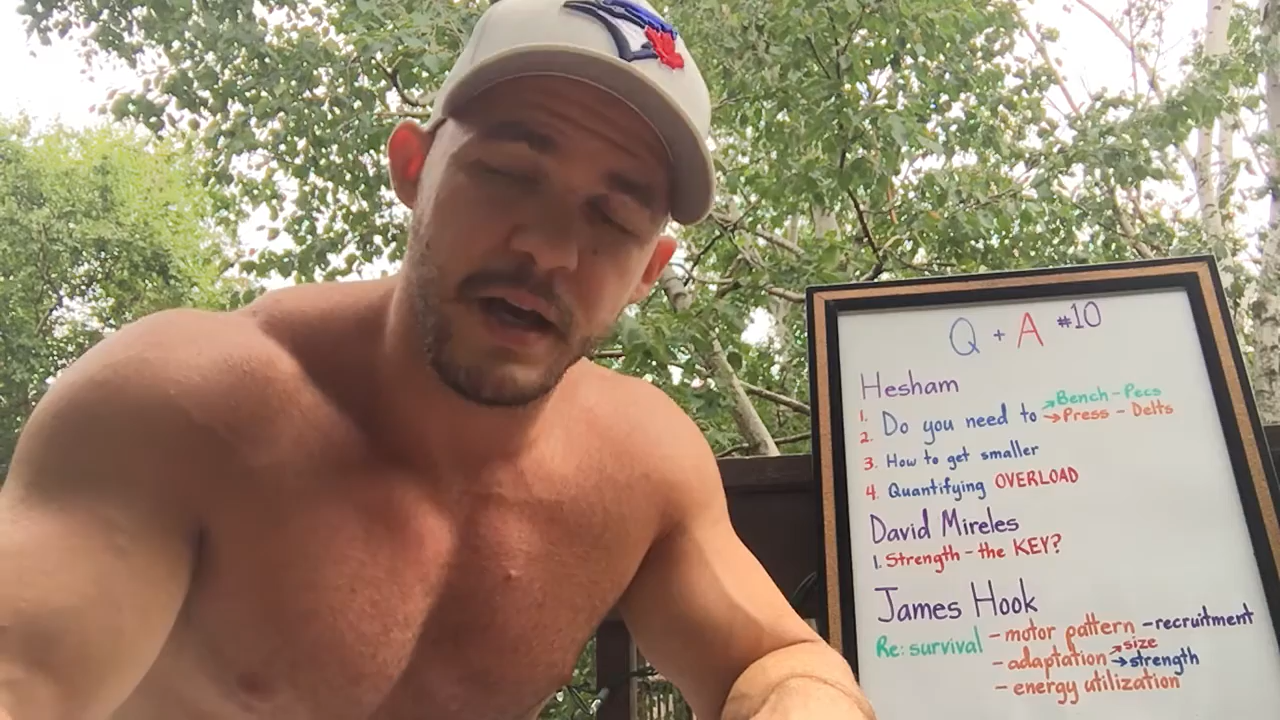 Q + A #10
Hesham
1.
2. Do you need to → Bench - Pecs
→ Press - Delts
3. How to get smaller
4. Quantifying OVERLOAD
David Mireles
1. Strength - the KEY?
James Hook
Re: survival - motor pattern - recruitment
- adaptation → size
→ strength
- energy utilization